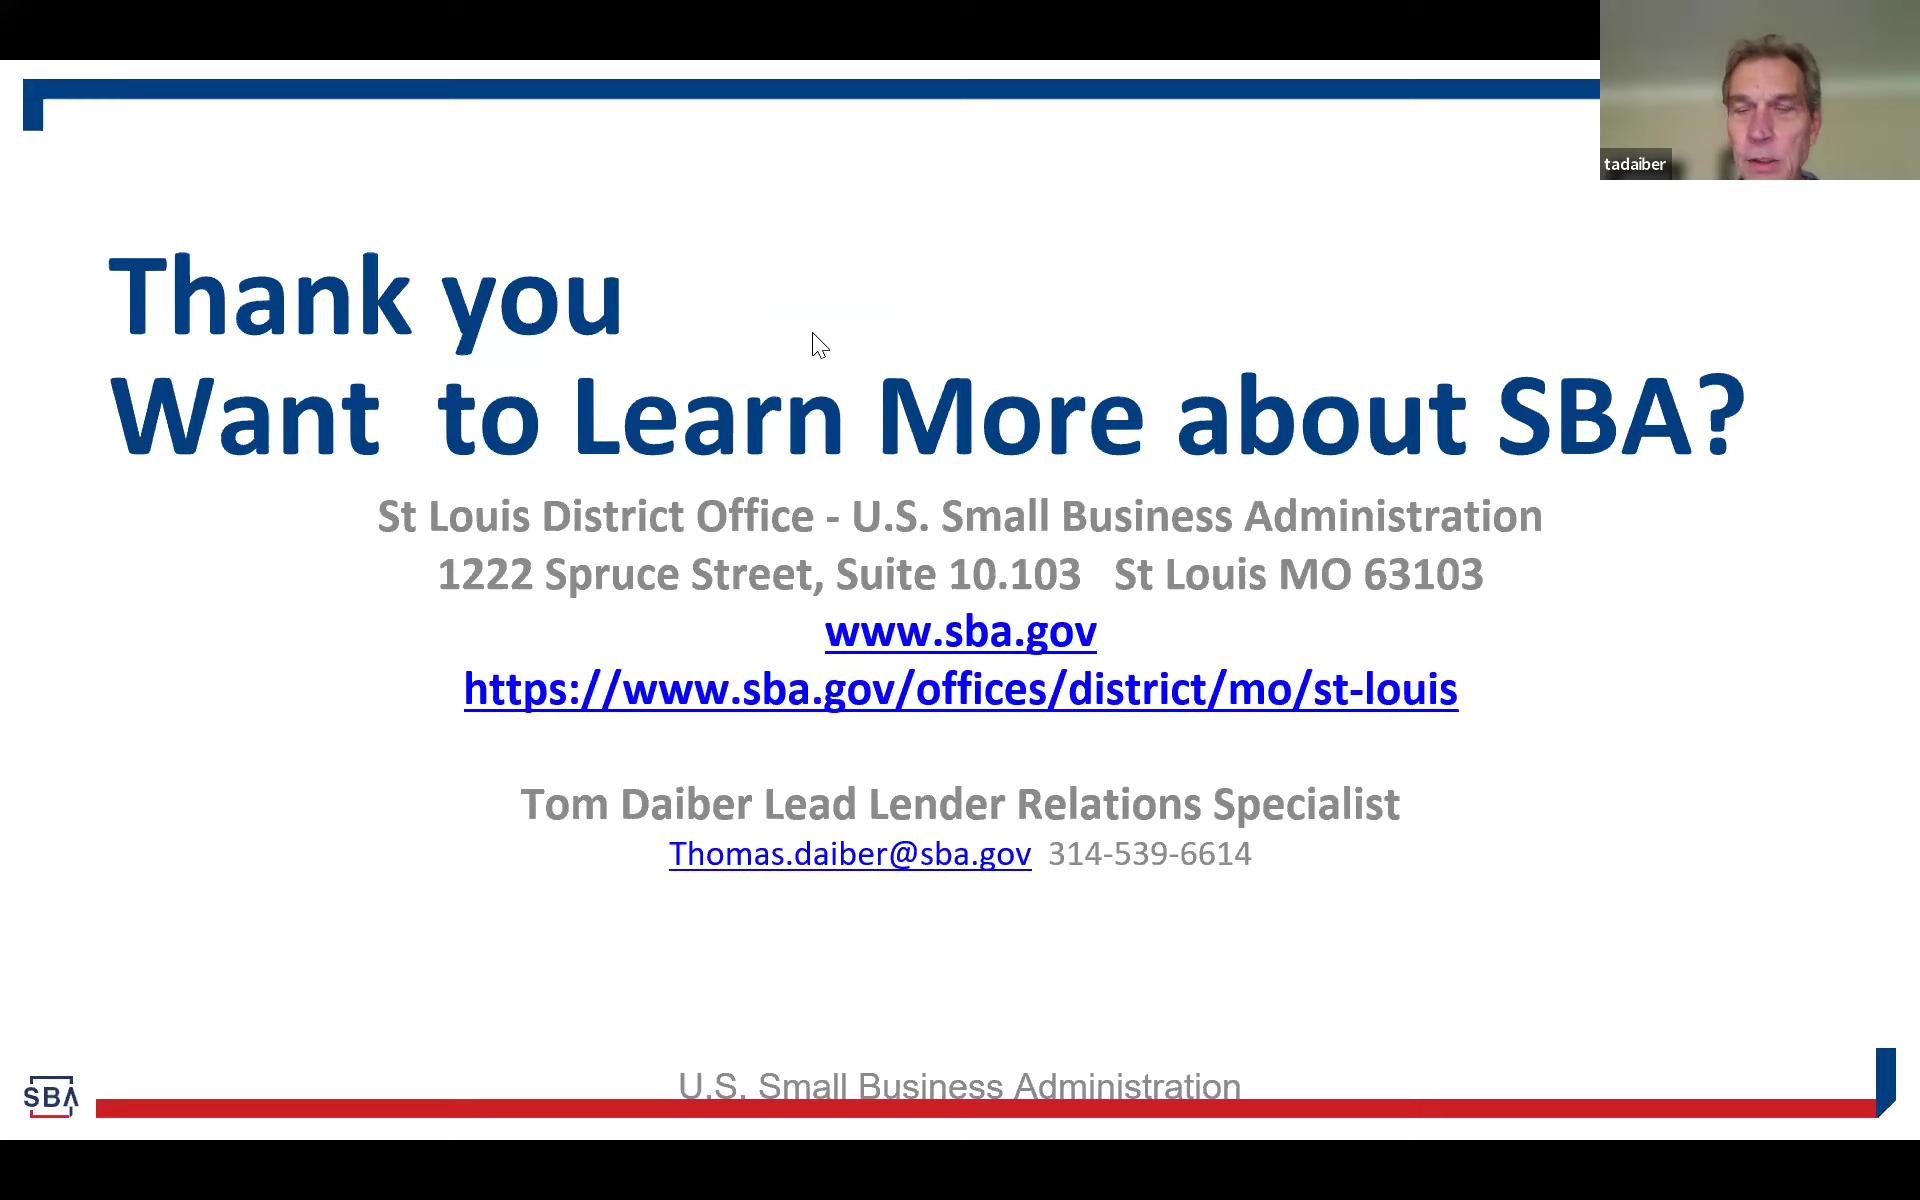 tadaiber
Thank you
Want to Learn More about SBA?
St Louis District Office - U.S. Small Business Administration
1222 Spruce Street, Suite 10.103 St Louis MO 63103
www.sba.gov
https://www.sba.gov/offices/district/mo/st-louis
Tom Daiber Lead Lender Relations Specialist
Thomas.daiber@sba.gov 314-539-6614
SBA
U.S. Small Business Administration